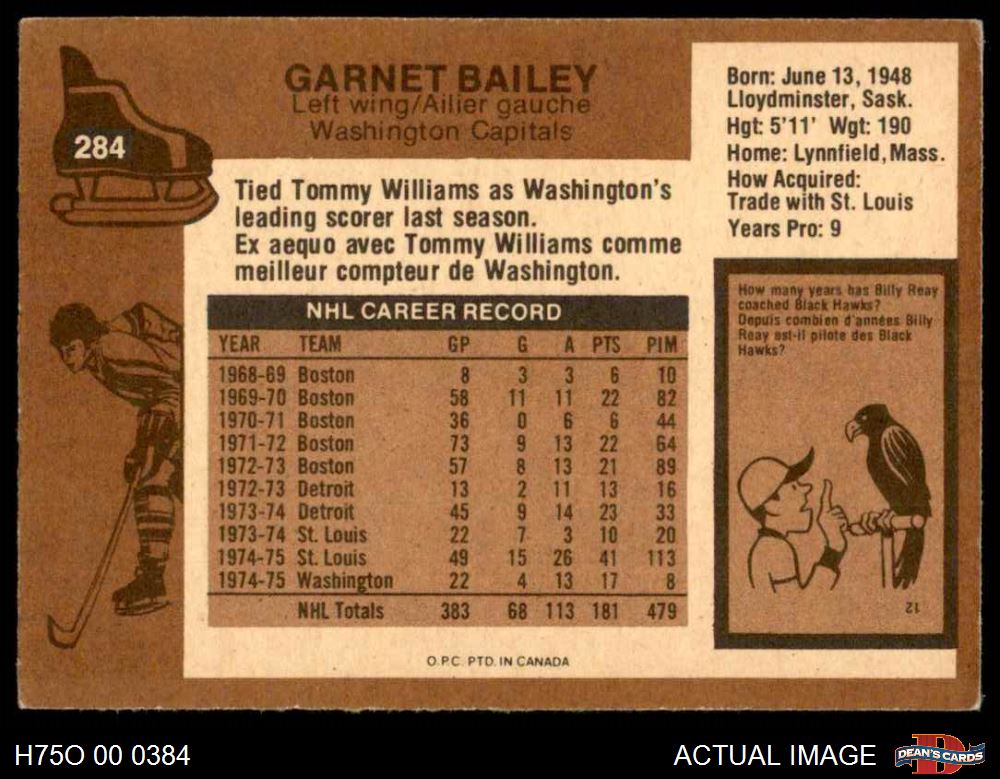 284
GARNET BAILEY
Left wing/Ailier gauche
Washington Capitals
Born: June 13, 1948
Lloydminster, Sask.
Hgt: 5'11' Wgt: 190
Home: Lynnfield, Mass.
How Acquired:
Trade with St. Louis
Years Pro: 9
Tied Tommy Williams as Washington's
leading scorer last season.
Ex aequo avec Tommy Williams comme
meilleur compteur de Washington.
NHL CAREER RECORD
YEAR TEAM GP G A PTS PIM
1968-69 Boston 8 3 3 6 10
1969-70 Boston 58 11 11 22 82
1970-71 Boston 36 0 6 6 44
1971-72 Boston 73 9 13 22 64
1972-73 Boston 57 8 13 21 89
1972-73 Detroit 13 2 11 13 16
1973-74 Detroit 45 9 14 23 33
1973-74 St. Louis 22 7 3 10 20
1974-75 St. Louis 49 15 26 41 113
1974-75 Washington 22 4 13 17 8
NHL Totals 383 68 113 181 479
How many years has Billy Reay
coached Black Hawks?
Depuis combien d'années Billy
Reay est-il pilote des Black
Hawks?
12
O.P.C. PTD. IN CANADA
H75O 00 0384
ACTUAL IMAGE
DEAN'S CARDS